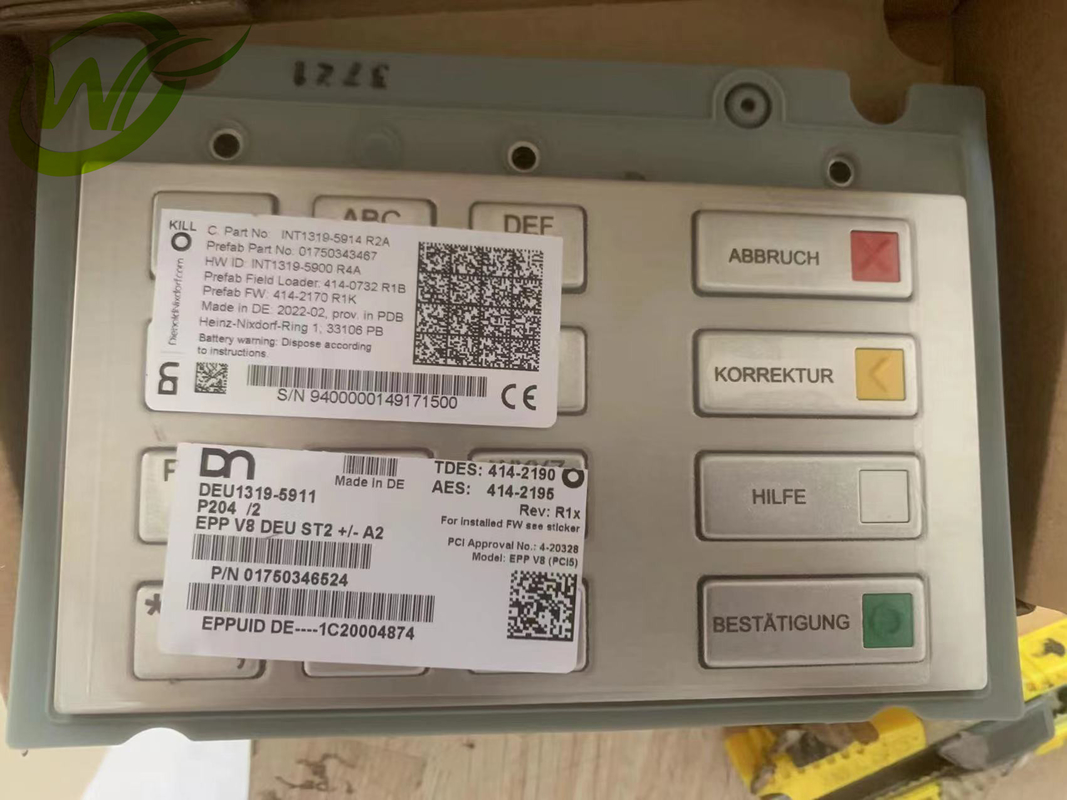 3721
W
ABC
DEF
KILL
C. Part No: INT1319-5914 R2A
Prefab Part No. 01750343467
HW ID: INT1319-5900 R4A
Prefab Field Loader: 414-0732 R1B
Prefab FW: 414-2170 R1K
Made in DE: 2022-02, prov. in PDB
Heinz-Nixdorf-Ring 1, 33106 PB
Battery warning: Dispose according
to instructions
DieboldNixdorf.com
S/N 9400000149171500
CE
ABBRUCH
KORREKTUR
HILFE
BESTÄTIGUNG
DN
Made in DE
DEU1319-5911
P204 /2
EPP V8 DEU ST2 +/- A2
P/N 01750346524
EPPUID DE----1C20004874
TDES: 414-2190
AES: 414-2195
Rev: R1x
For installed FW see sticker
PCI Approval No.: 4-20328
Model: EPP V8 (PCI5)
*
,